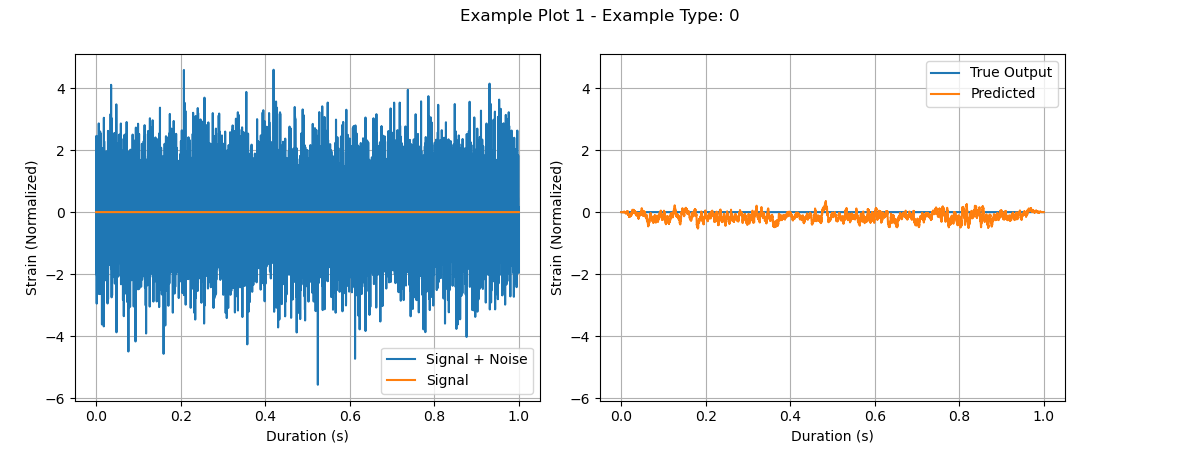 Example Plot 1 - Example Type: 0
Strain (Normalized)
4
2
0
−2
−4
−6
0.0 0.2 0.4 0.6 0.8 1.0
Duration (s)
Signal + Noise
Signal
Strain (Normalized)
4
2
0
−2
−4
−6
0.0 0.2 0.4 0.6 0.8 1.0
Duration (s)
True Output
Predicted